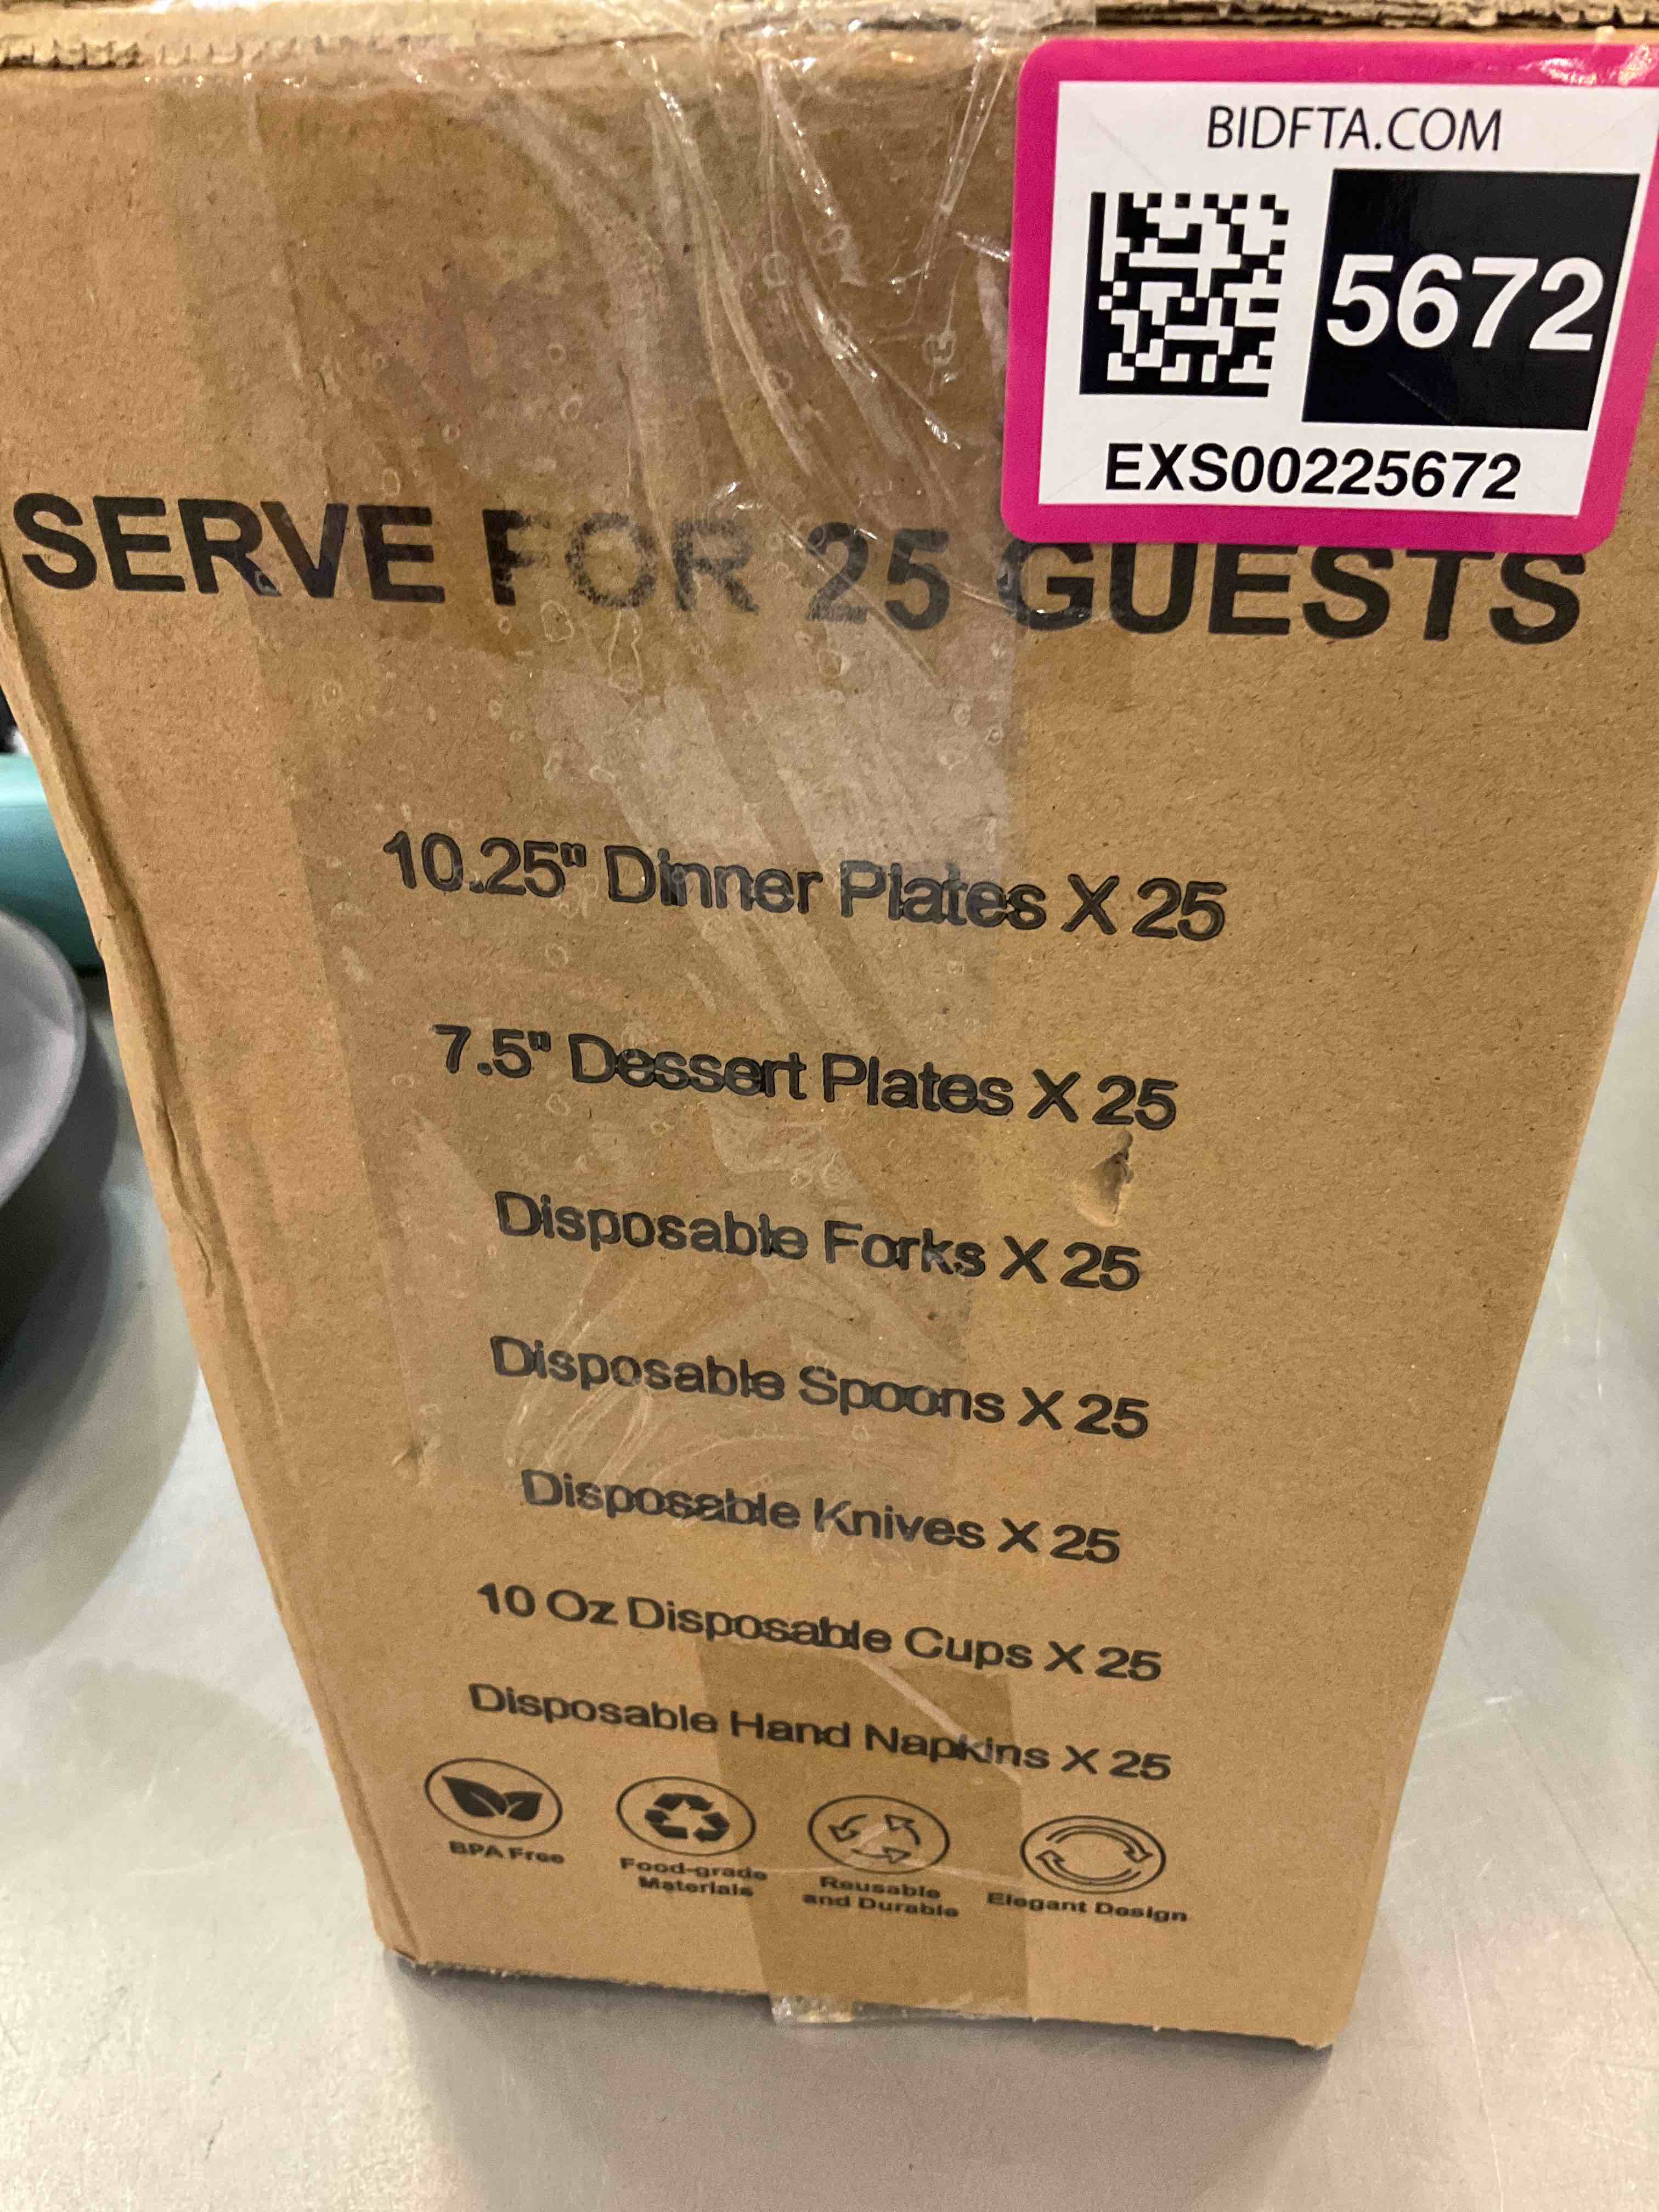 BIDFTA.COM
5672
EXS00225672
SERVE FOR 25 GUESTS
10.25" Dinner Plates X 25
7.5" Dessert Plates X 25
Disposable Forks X 25
Disposable Spoons X 25
Disposable Knives X 25
10 Oz Disposable Cups X 25
Disposable Hand Napkins X 25
BPA Free
Food-grade
Materials
Reusable
and Durable
Elegant Design